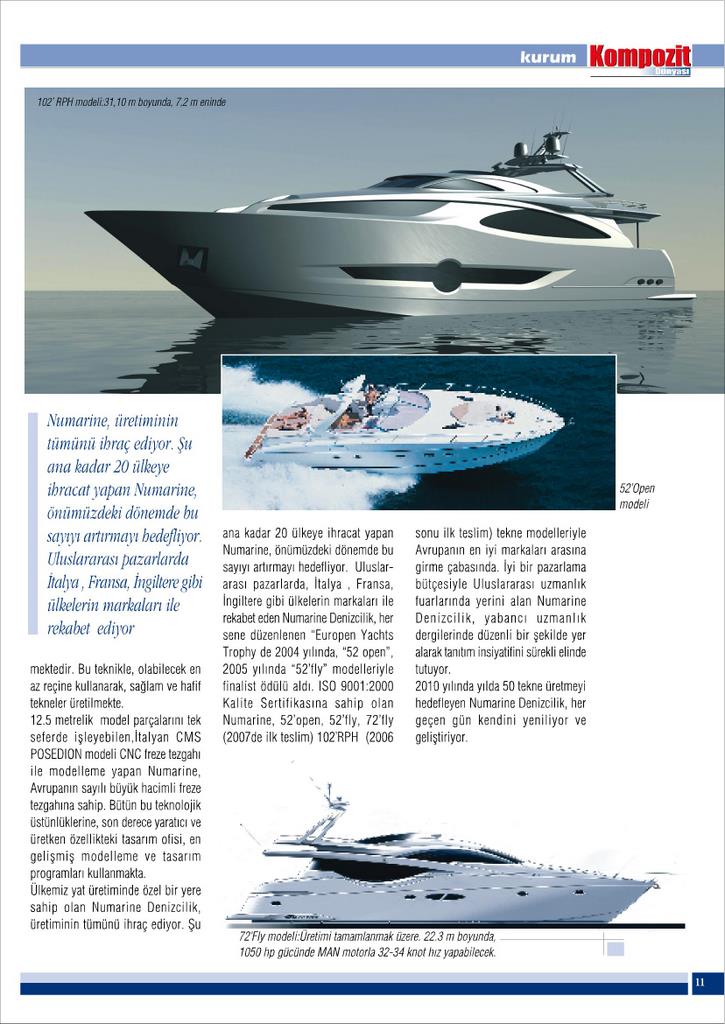 kurum Kompozit
Dünyası
102' RPH modeli:31,10 m boyunda, 7.2 m eninde
52'Open
modeli
Numarine, üretiminin
tümünü ihraç ediyor. Şu
ana kadar 20 ülkeye
ihracat yapan Numarine,
önümüzdeki dönemde bu
sayıyı artırmayı hedefliyor.
Uluslararası pazarlarda
İtalya , Fransa, İngiltere gibi
ülkelerin markaları ile
rekabet ediyor
mektedir. Bu teknikle, olabilecek en
az reçine kullanarak, sağlam ve hafif
tekneler üretilmekte.
12.5 metrelik model parçalarını tek
seferde işleyebilen,İtalyan CMS
POSEDION modeli CNC freze tezgahı
ile modelleme yapan Numarine,
Avrupanın sayılı büyük hacimli freze
tezgahına sahip. Bütün bu teknolojik
üstünlüklerine, son derece yaratıcı ve
üretken özellikteki tasarım ofisi, en
gelişmiş modelleme ve tasarım
programları kullanmakta.
Ülkemiz yat üretiminde özel bir yere
sahip olan Numarine Denizcilik,
üretiminin tümünü ihraç ediyor. Şu
ana kadar 20 ülkeye ihracat yapan
Numarine, önümüzdeki dönemde bu
sayıyı artırmayı hedefliyor. Uluslar-
arası pazarlarda, İtalya , Fransa,
İngiltere gibi ülkelerin markaları ile
rekabet eden Numarine Denizcilik, her
sene düzenlenen “Europen Yachts
Trophy de 2004 yılında, “52 open”,
2005 yılında “52’fly” modelleriyle
finalist ödülü aldı. ISO 9001:2000
Kalite Sertifikasına sahip olan
Numarine, 52’open, 52’fly, 72’fly
(2007de ilk teslim) 102’RPH (2006
sonu ilk teslim) tekne modelleriyle
Avrupanın en iyi markaları arasına
girme çabasında. İyi bir pazarlama
bütçesiyle Uluslararası uzmanlık
fuarlarında yerini alan Numarine
Denizcilik, yabancı uzmanlık
dergilerinde düzenli bir şekilde yer
alarak tanıtım insiyatifini sürekli elinde
tutuyor.
2010 yılında yılda 50 tekne üretmeyi
hedefleyen Numarine Denizcilik, her
geçen gün kendini yeniliyor ve
geliştiriyor.
72'Fly modeli:Üretimi tamamlanmak üzere. 22.3 m boyunda,
1050 hp gücünde MAN motorla 32-34 knot hız yapabilecek.
11